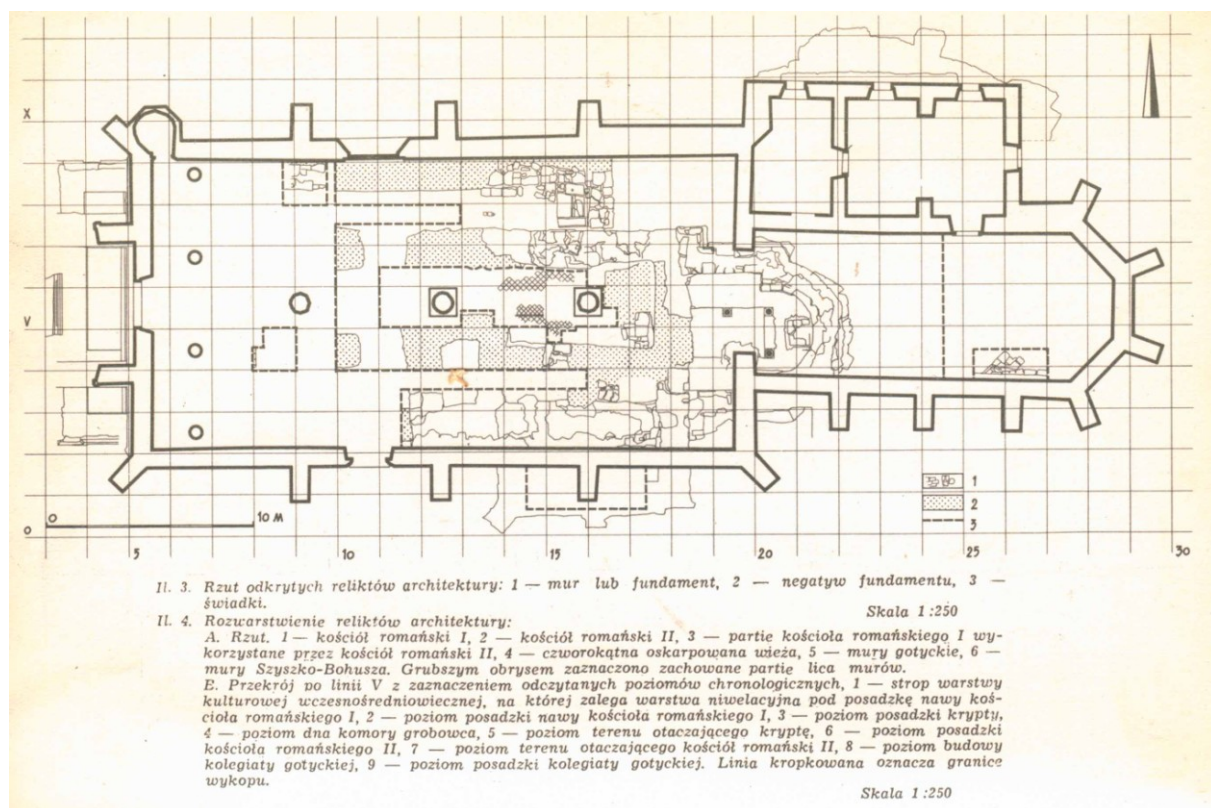 X
V
0
0
10 M
1
2
3
5
10
15
20
25
30
Il. 3. Rzut odkrytych reliktów architektury: 1 — mur lub fundament, 2 — negatyw fundamentu, 3 —
świadki.
Skala 1:250
Il. 4. Rozwarstwienie reliktów architektury:
A. Rzut. 1 — kościół romański I, 2 — kościół romański II, 3 — partie kościoła romańskiego I wy-
korzystane przez kościół romański II, 4 — czworokątna oskarpowana wieża, 5 — mury gotyckie, 6 —
mury Szyszko-Bohusza. Grubszym obrysem zaznaczono zachowane partie lica murów.
E. Przekrój po linii V z zaznaczeniem odczytanych poziomów chronologicznych, 1 — strop warstwy
kulturowej wczesnośredniowiecznej, na której zalega warstwa niwelacyjna pod posadzkę nawy koś-
cioła romańskiego I, 2 — poziom posadzki nawy kościoła romańskiego I, 3 — poziom posadzki krypty,
4 — poziom dna komory grobowca, 5 — poziom terenu otaczającego kryptę, 6 — poziom posadzki
kościoła romańskiego II, 7 — poziom terenu otaczającego kościół romański II, 8 — poziom budowy
kolegiaty gotyckiej, 9 — poziom posadzki kolegiaty gotyckiej. Linia kropkowana oznacza granice
wykopu.
Skala 1:250